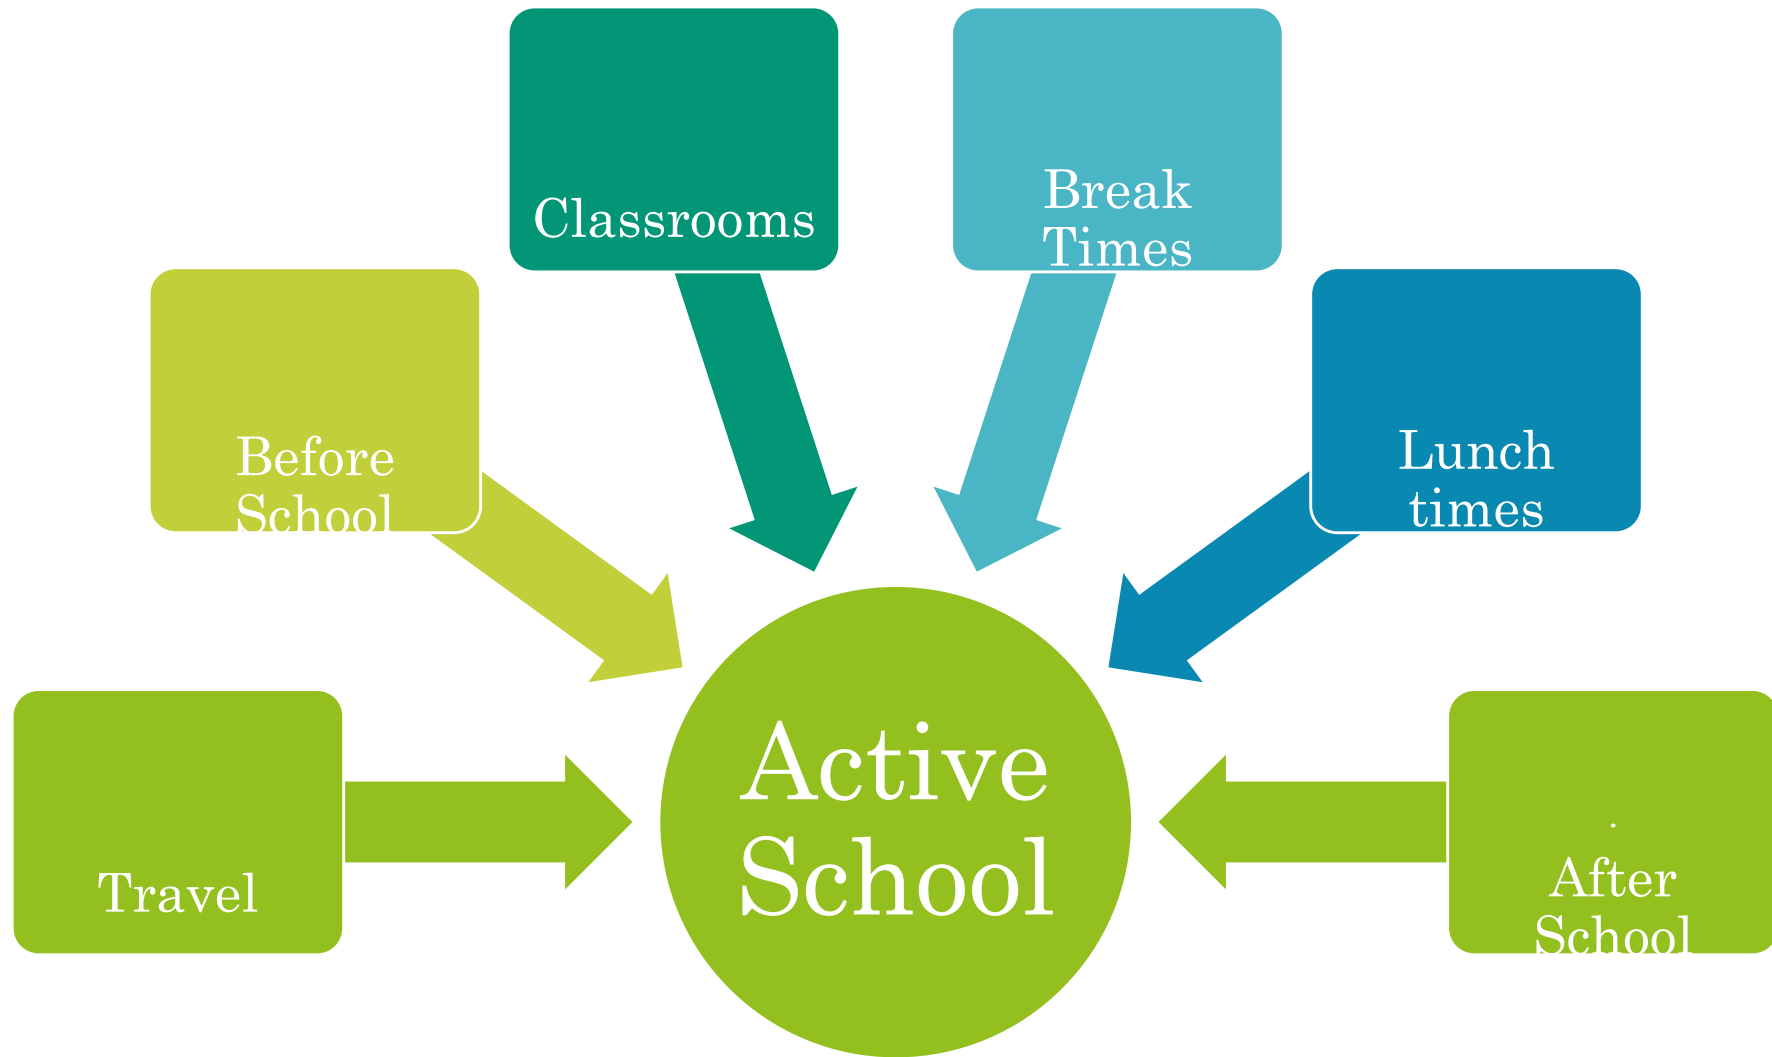 Classrooms
Break
Times
Before
School
Lunch
times
Travel
Active
School
.
After
School